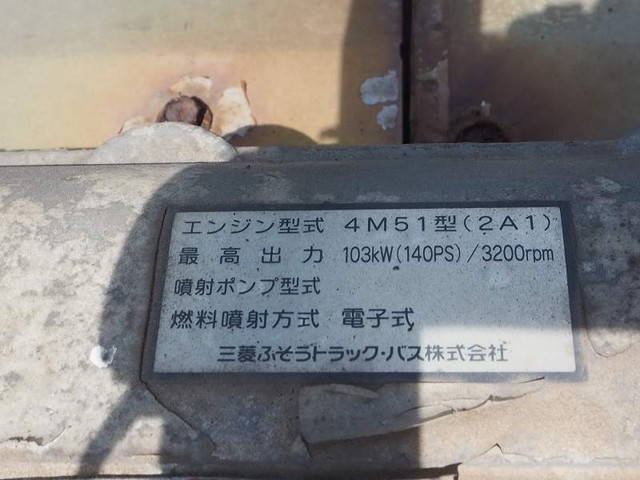 エンジン型式 4M51型(2A1)
最高出力 103kW(140PS)/3200rpm
噴射ポンプ型式
燃料噴射方式 電子式
三菱ふそうトラック・バス株式会社